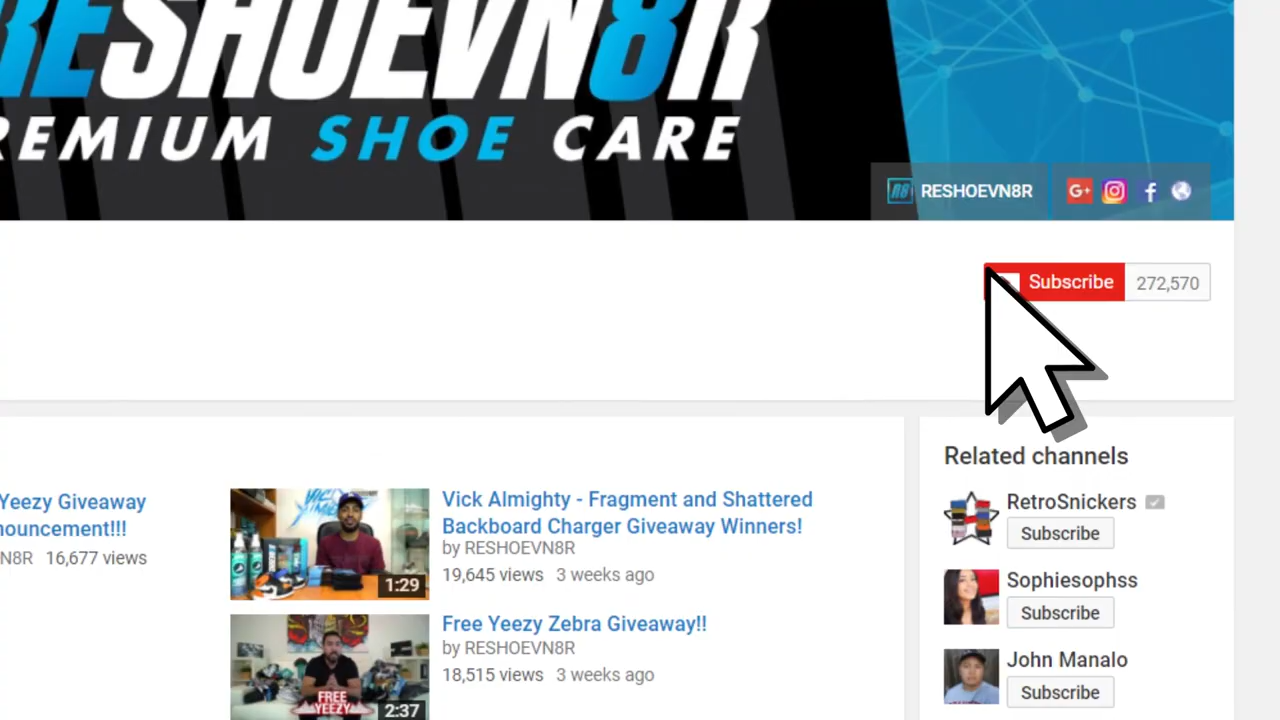 RESHOEVN8R
REMIUM SHOE CARE
RESHOEVN8R
G+
Subscribe 272,570
Related channels
Yeezy Giveaway
nouncement!!!
N8R 16,677 views
1:29
Vick Almighty - Fragment and Shattered
Backboard Charger Giveaway Winners!
by RESHOEVN8R
19,645 views 3 weeks ago
FREE
YEEZY
2:37
Free Yeezy Zebra Giveaway!!
by RESHOEVN8R
18,515 views 3 weeks ago
RetroSnickers
Subscribe
Sophiesophss
Subscribe
John Manalo
Subscribe